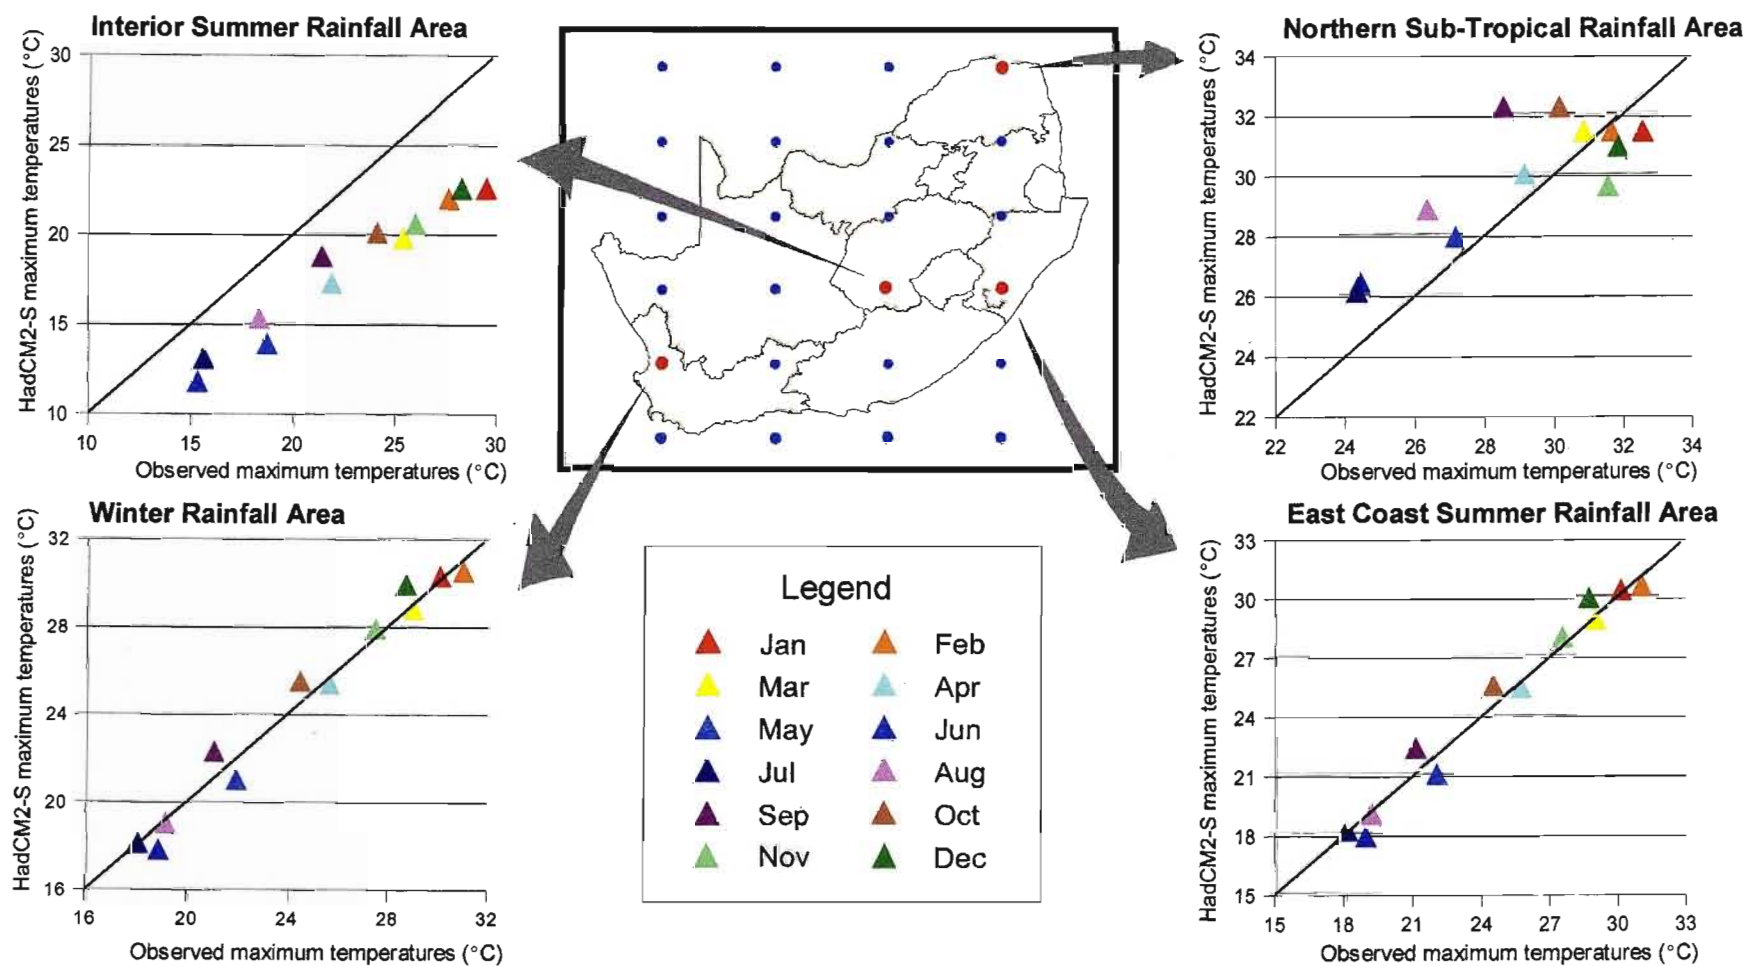 Interior Summer Rainfall Area
HadCM2-S maximum temperatures (°C)
30
25
20
15
10
10 15 20 25 30
Observed maximum temperatures (°C)
Northern Sub-Tropical Rainfall Area
HadCM2-S maximum temperatures (°C)
34
32
30
28
26
24
22
22 24 26 28 30 32 34
Observed maximum temperatures (°C)
Winter Rainfall Area
HadCM2-S maximum temperatures (°C)
32
28
24
20
16
16 20 24 28 32
Observed maximum temperatures (°C)
Legend
Jan Feb
Mar Apr
May Jun
Jul Aug
Sep Oct
Nov Dec
East Coast Summer Rainfall Area
HadCM2-S maximum temperatures (°C)
33
30
27
24
21
18
15
15 18 21 24 27 30 33
Observed maximum temperatures (°C)